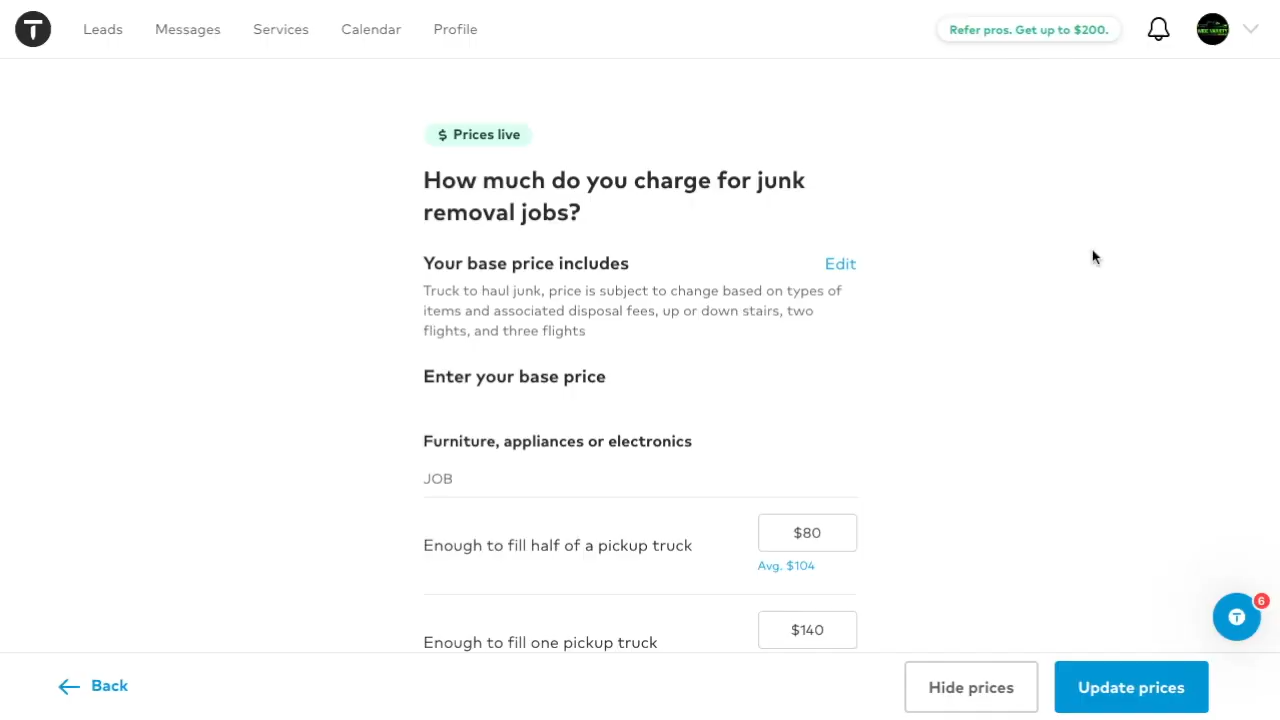 Leads Messages Services Calendar Profile Refer pros. Get up to $200.
$ Prices live
How much do you charge for junk
removal jobs?
Your base price includes Edit
Truck to haul junk, price is subject to change based on types of
items and associated disposal fees, up or down stairs, two
flights, and three flights
Enter your base price
Furniture, appliances or electronics
JOB
Enough to fill half of a pickup truck $80
Avg. $104
Enough to fill one pickup truck $140
6
Back Hide prices Update prices